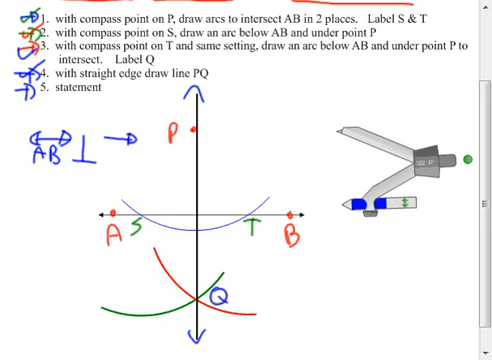 1. with compass point on P, draw arcs to intersect AB in 2 places. Label S & T
2. with compass point on S, draw an arc below AB and under point P
3. with compass point on T and same setting, draw an arc below AB and under point P to
intersect. Label Q
4. with straight edge draw line PQ
5. statement
P
AB ⊥
A S T B
Q